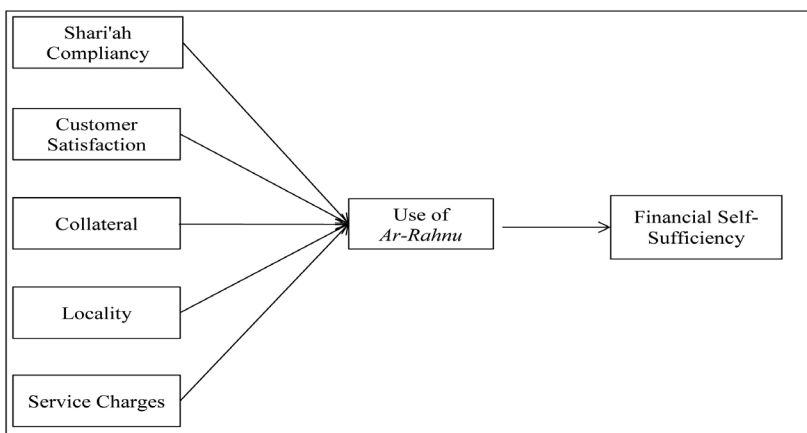 Shari'ah
Compliancy
Customer
Satisfaction
Collateral
Locality
Service Charges
Use of
Ar-Rahnu
Financial Self-
Sufficiency